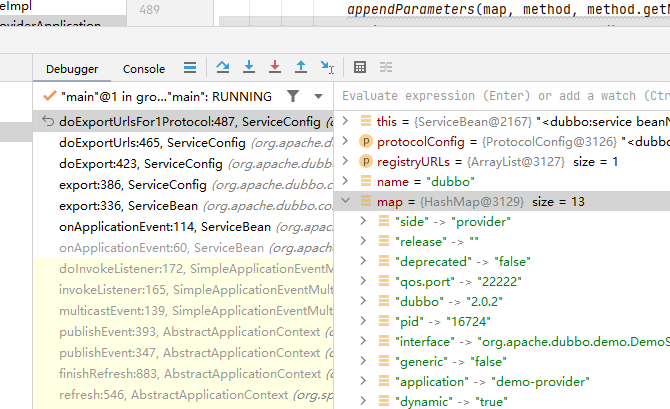 eImpl
oviderApplication
489
appendParameters(map, method, method.getN
Debugger
Console
"main"@1 in gro..."main": RUNNING
Evaluate expression (Enter) or add a watch (Ctrl
doExportUrlsFor1Protocol:487, ServiceConfig (o
doExportUrls:465, ServiceConfig (org.apache.du
doExport:423, ServiceConfig (org.apache.dubbo
export:386, ServiceConfig (org.apache.dubbo.co
export:336, ServiceBean (org.apache.dubbo.con
onApplicationEvent:114, ServiceBean (org.apach
onApplicationEvent:60, ServiceBean (org.apache
doInvokeListener:172, SimpleApplicationEventM
invokeListener:165, SimpleApplicationEventMult
multicastEvent:139, SimpleApplicationEventMult
publishEvent:393, AbstractApplicationContext (o
publishEvent:347, AbstractApplicationContext (o
finishRefresh:883, AbstractApplicationContext (o
refresh:546, AbstractApplicationContext (org.sp
this = {ServiceBean@2167} "<dubbo:service beanN
protocolConfig = {ProtocolConfig@3126} "<dubb
registryURLs = {ArrayList@3127} size = 1
name = "dubbo"
map = {HashMap@3129} size = 13
"side" -> "provider"
"release" -> ""
"deprecated" -> "false"
"qos.port" -> "22222"
"dubbo" -> "2.0.2"
"pid" -> "16724"
"interface" -> "org.apache.dubbo.demo.DemoS
"generic" -> "false"
"application" -> "demo-provider"
"dynamic" -> "true"